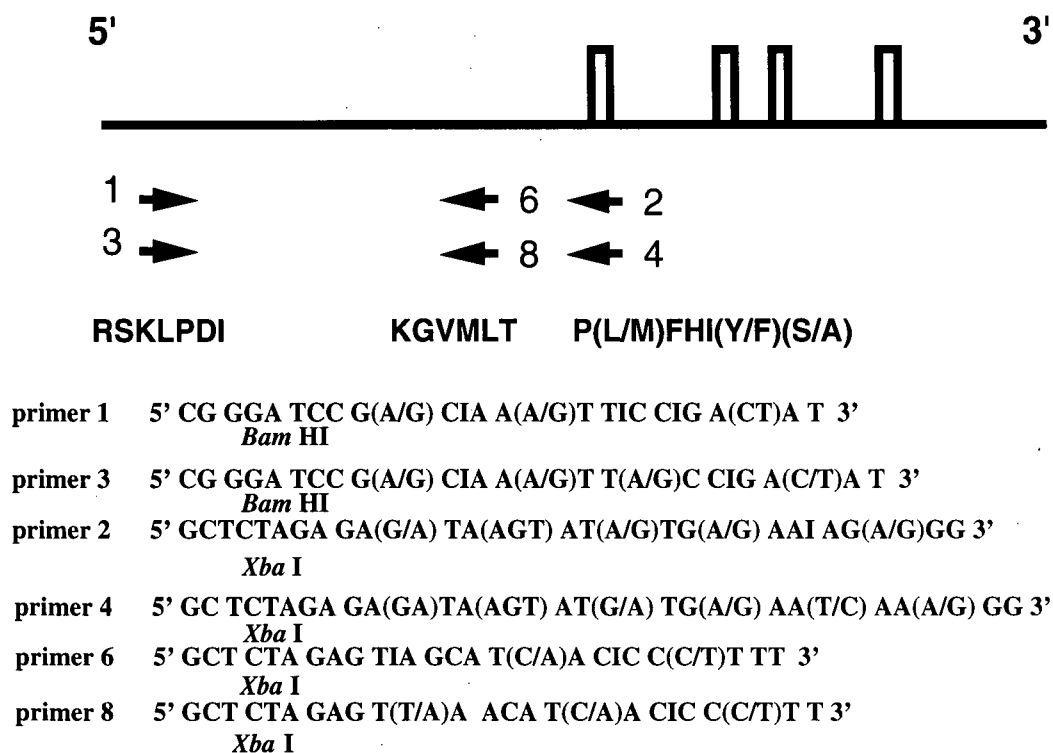 5' 3'
1 6 2
3 8 4
RSKLPDI KGVMLT P(L/M)FHI(Y/F)(S/A)
primer 1 5’ CG GGA TCC G(A/G) CIA A(A/G)T TIC CIG A(CT)A T 3’
Bam HI
primer 3 5’ CG GGA TCC G(A/G) CIA A(A/G)T T(A/G)C CIG A(C/T)A T 3’
Bam HI
primer 2 5’ GCTCTAGA GA(G/A) TA(AGT) AT(A/G)TG(A/G) AAI AG(A/G)GG 3’
Xba I
primer 4 5’ GC TCTAGA GA(GA)TA(AGT) AT(G/A) TG(A/G) AA(T/C) AA(A/G) GG 3’
Xba I
primer 6 5’ GCT CTA GAG TIA GCA T(C/A)A CIC C(C/T)T TT 3’
Xba I
primer 8 5’ GCT CTA GAG T(T/A)A ACA T(C/A)A CIC C(C/T)T T 3’
Xba I